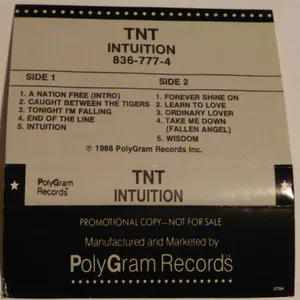 TNT
INTUITION
836-777-4
SIDE 1
1. A NATION FREE (INTRO)
2. CAUGHT BETWEEN THE TIGERS
3. TONIGHT I'M FALLING
4. END OF THE LINE
5. INTUITION
SIDE 2
1. FOREVER SHINE ON
2. LEARN TO LOVE
3. ORDINARY LOVER
4. TAKE ME DOWN
(FALLEN ANGEL)
5. WISDOM
℗ 1988 PolyGram Records Inc.
PolyGram
Records
TNT
INTUITION
PROMOTIONAL COPY—NOT FOR SALE
Manufactured and Marketed by
PolyGram Records